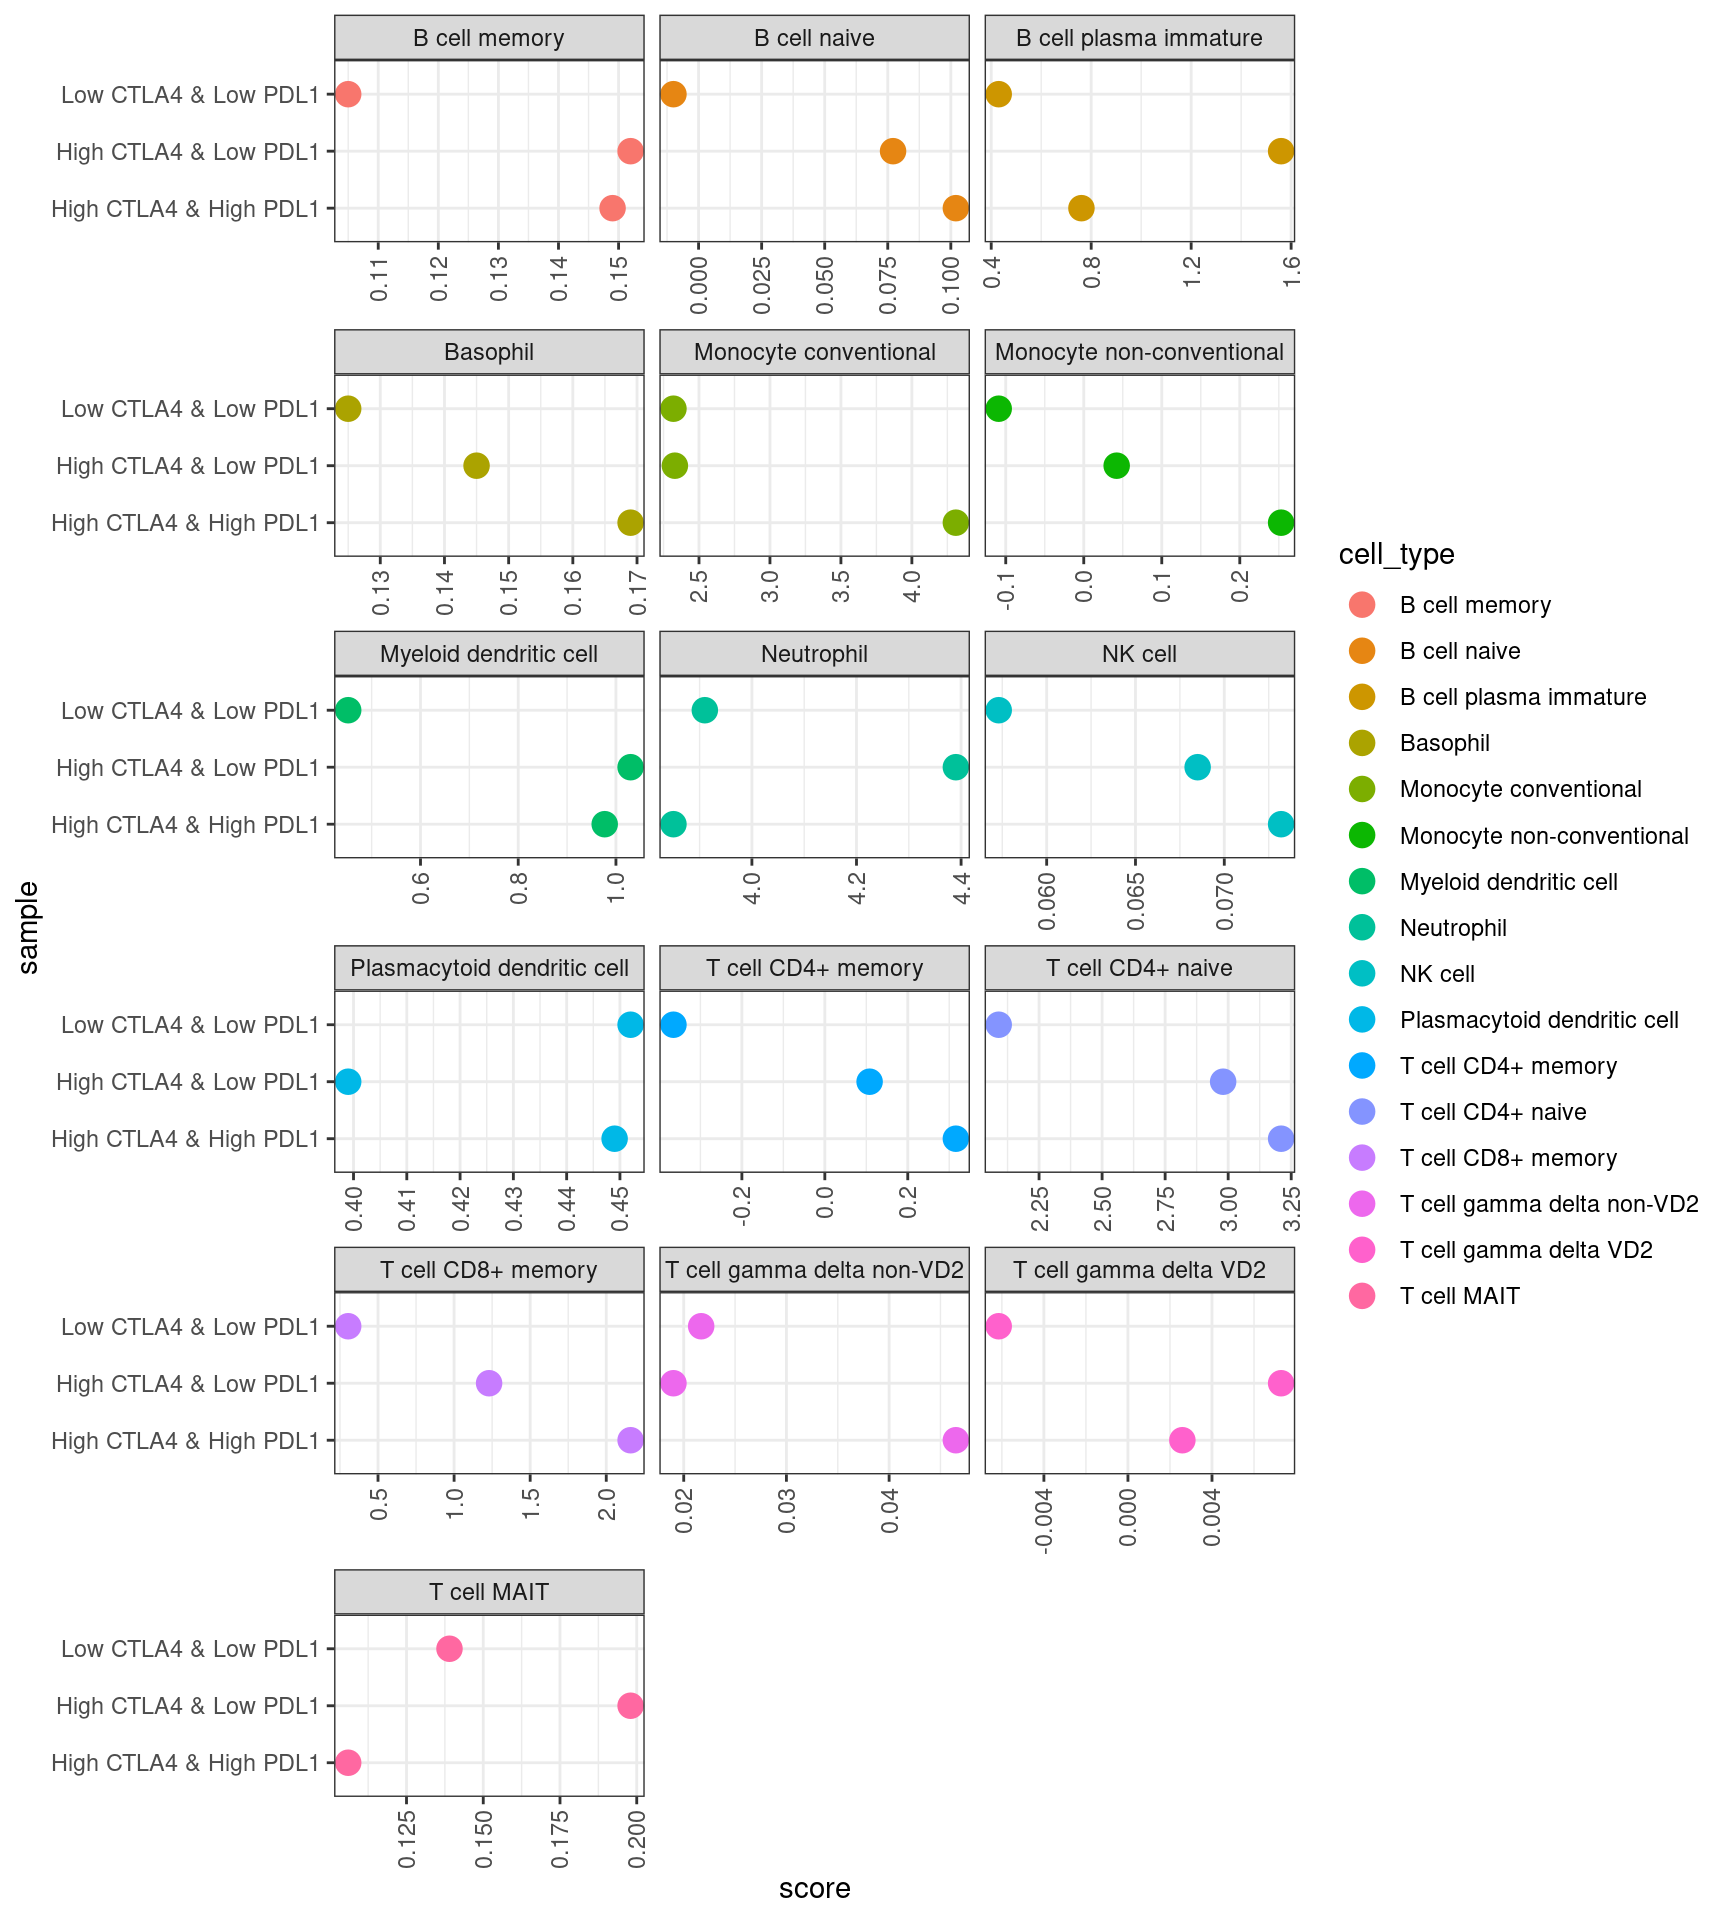 B cell memory
B cell naive
B cell plasma immature
Low CTLA4 & Low PDL1
High CTLA4 & Low PDL1
High CTLA4 & High PDL1
0.11 0.12 0.13 0.14 0.15
0.000 0.025 0.050 0.075 0.100
0.4 0.8 1.2 1.6
Basophil
Monocyte conventional
Monocyte non-conventional
Low CTLA4 & Low PDL1
High CTLA4 & Low PDL1
High CTLA4 & High PDL1
0.13 0.14 0.15 0.16 0.17
2.5 3.0 3.5 4.0
-0.1 0.0 0.1 0.2
Myeloid dendritic cell
Neutrophil
NK cell
Low CTLA4 & Low PDL1
High CTLA4 & Low PDL1
High CTLA4 & High PDL1
0.6 0.8 1.0
4.0 4.2 4.4
0.060 0.065 0.070
Plasmacytoid dendritic cell
T cell CD4+ memory
T cell CD4+ naive
Low CTLA4 & Low PDL1
High CTLA4 & Low PDL1
High CTLA4 & High PDL1
0.40 0.41 0.42 0.43 0.44 0.45
-0.2 0.0 0.2
2.25 2.50 2.75 3.00 3.25
T cell CD8+ memory
T cell gamma delta non-VD2
T cell gamma delta VD2
Low CTLA4 & Low PDL1
High CTLA4 & Low PDL1
High CTLA4 & High PDL1
0.5 1.0 1.5 2.0
0.02 0.03 0.04
-0.004 0.000 0.004
T cell MAIT
Low CTLA4 & Low PDL1
High CTLA4 & Low PDL1
High CTLA4 & High PDL1
0.125 0.150 0.175 0.200
sample
score
cell_type
B cell memory
B cell naive
B cell plasma immature
Basophil
Monocyte conventional
Monocyte non-conventional
Myeloid dendritic cell
Neutrophil
NK cell
Plasmacytoid dendritic cell
T cell CD4+ memory
T cell CD4+ naive
T cell CD8+ memory
T cell gamma delta non-VD2
T cell gamma delta VD2
T cell MAIT